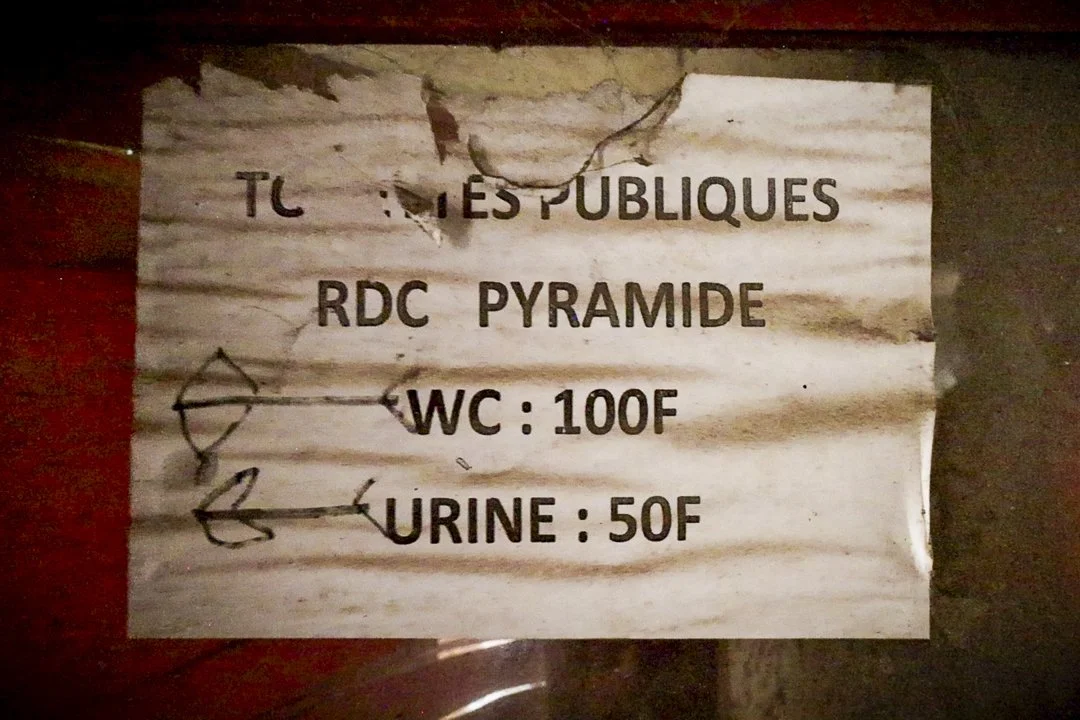 PUBLIQUES
RDC PYRAMIDE
WC : 100F
URINE : 50F